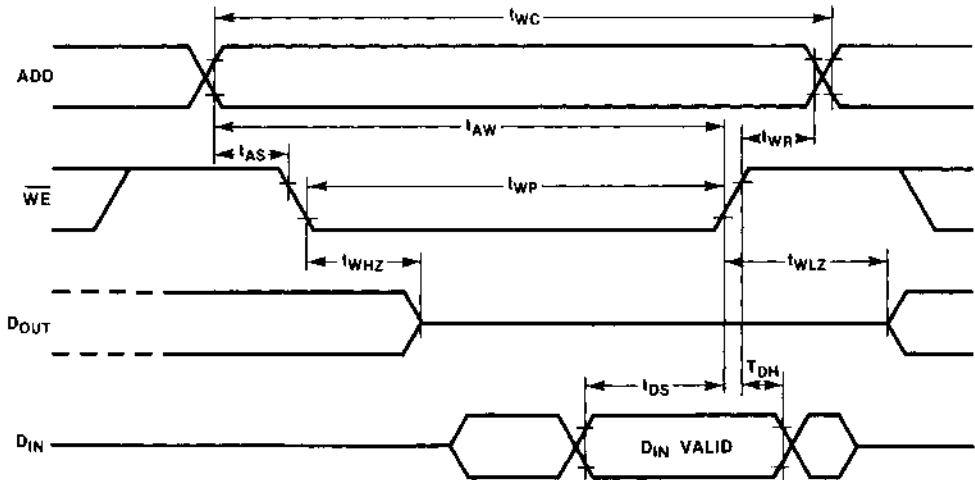 tWC
ADD
tAW
tWR
tAS
WE
tWP
tWHZ
tWLZ
DOUT
TDH
tDS
DIN
DIN VALID